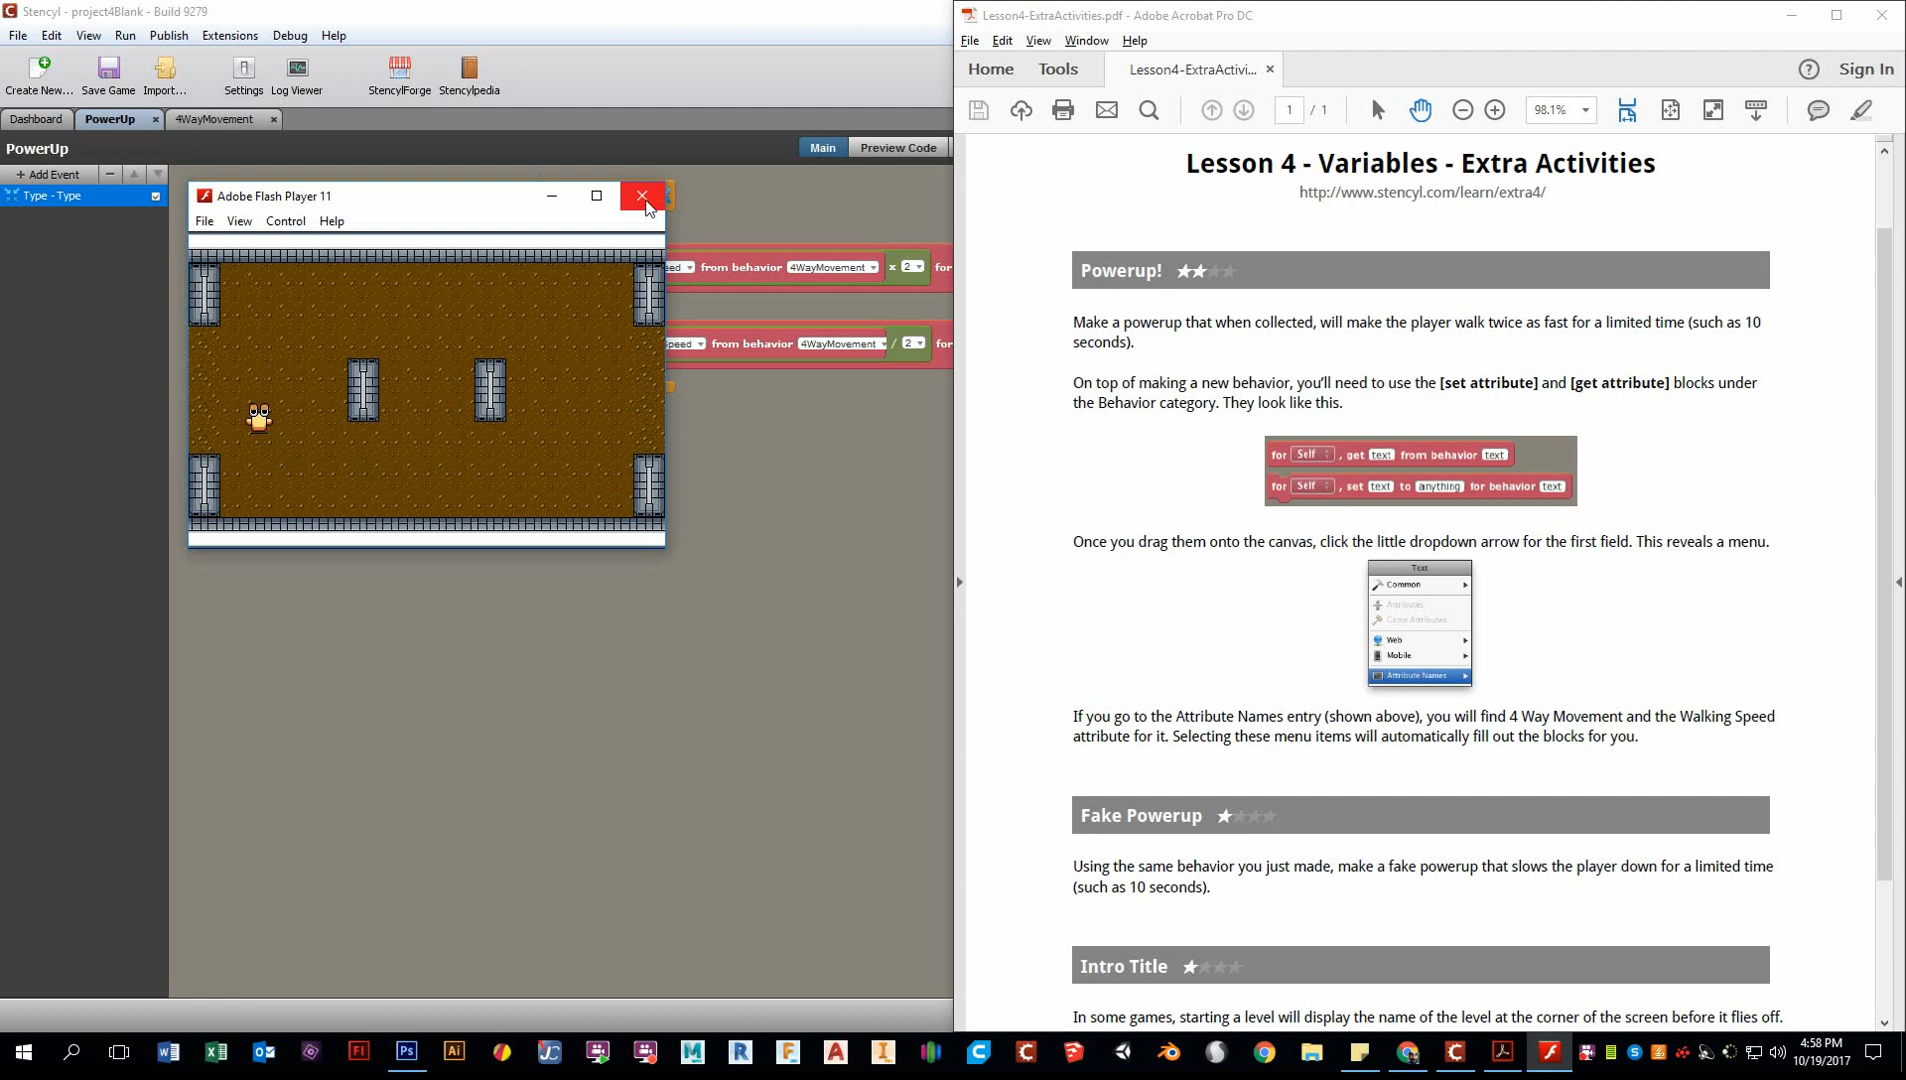 Stencyl - project4Blank - Build 9279
File Edit View Run Publish Extensions Debug Help
Create New... Save Game Import... Settings Log Viewer StencylForge Stencylpedia
Dashboard PowerUp 4WayMovement
PowerUp Main Preview Code
+ Add Event
Type - Type
Adobe Flash Player 11
File View Control Help
from behavior 4WayMovement x 2 for
from behavior 4WayMovement / 2 for
Lesson4-ExtraActivities.pdf - Adobe Acrobat Pro DC
File Edit View Window Help
Home Tools Lesson4-ExtraActivi... Sign In
1 / 1 98.1%
Lesson 4 - Variables - Extra Activities
http://www.stencyl.com/learn/extra4/
Powerup!
Make a powerup that when collected, will make the player walk twice as fast for a limited time (such as 10
seconds).
On top of making a new behavior, you'll need to use the [set attribute] and [get attribute] blocks under
the Behavior category. They look like this.
for Self , get text from behavior text
for Self , set text to anything for behavior text
Once you drag them onto the canvas, click the little dropdown arrow for the first field. This reveals a menu.
Text
Common
Attributes
Game Attributes
Web
Mobile
Attribute Names
If you go to the Attribute Names entry (shown above), you will find 4 Way Movement and the Walking Speed
attribute for it. Selecting these menu items will automatically fill out the blocks for you.
Fake Powerup
Using the same behavior you just made, make a fake powerup that slows the player down for a limited time
(such as 10 seconds).
Intro Title
In some games, starting a level will display the name of the level at the corner of the screen before it flies off.
4:58 PM
10/19/2017